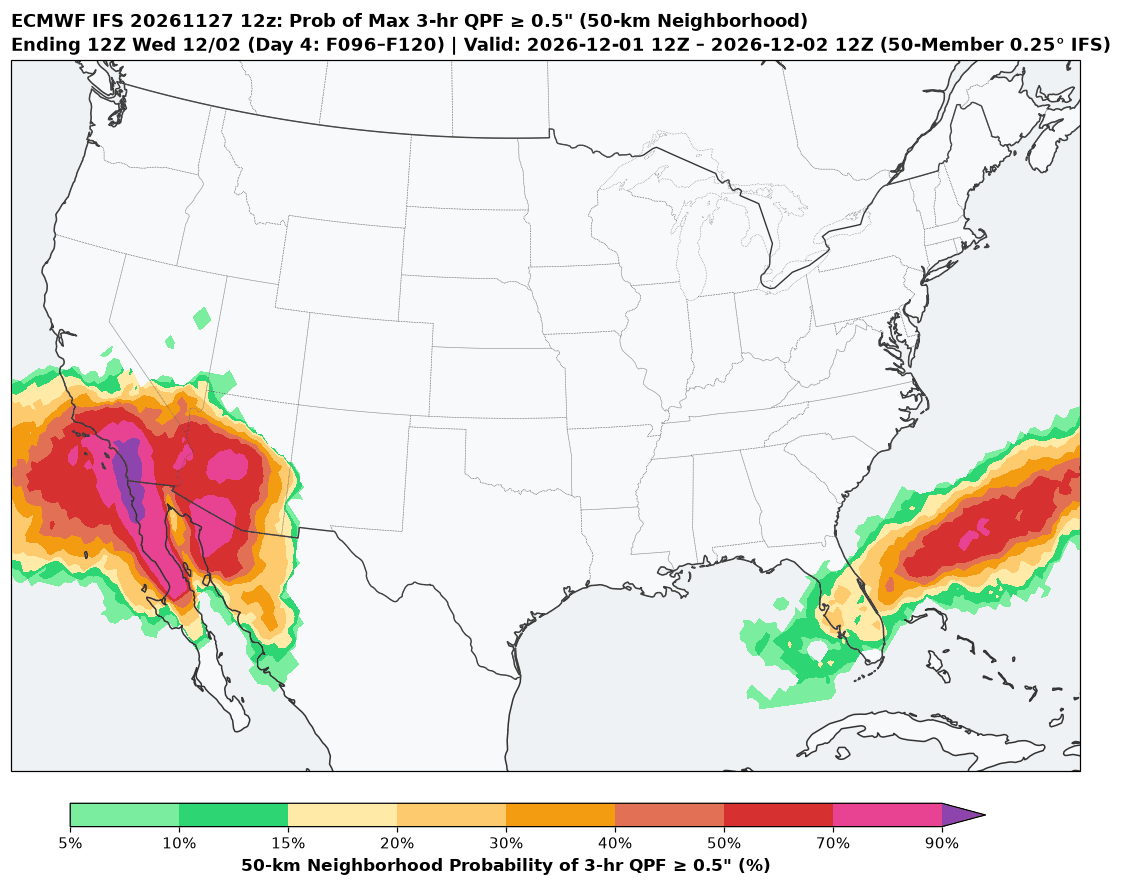 ECMWF IFS 20261127 12z: Prob of Max 3-hr QPF ≥ 0.5" (50-km Neighborhood)
Ending 12Z Wed 12/02 (Day 4: F096–F120) | Valid: 2026-12-01 12Z – 2026-12-02 12Z (50-Member 0.25° IFS)
5% 10% 15% 20% 30% 40% 50% 70% 90%
50-km Neighborhood Probability of 3-hr QPF ≥ 0.5" (%)